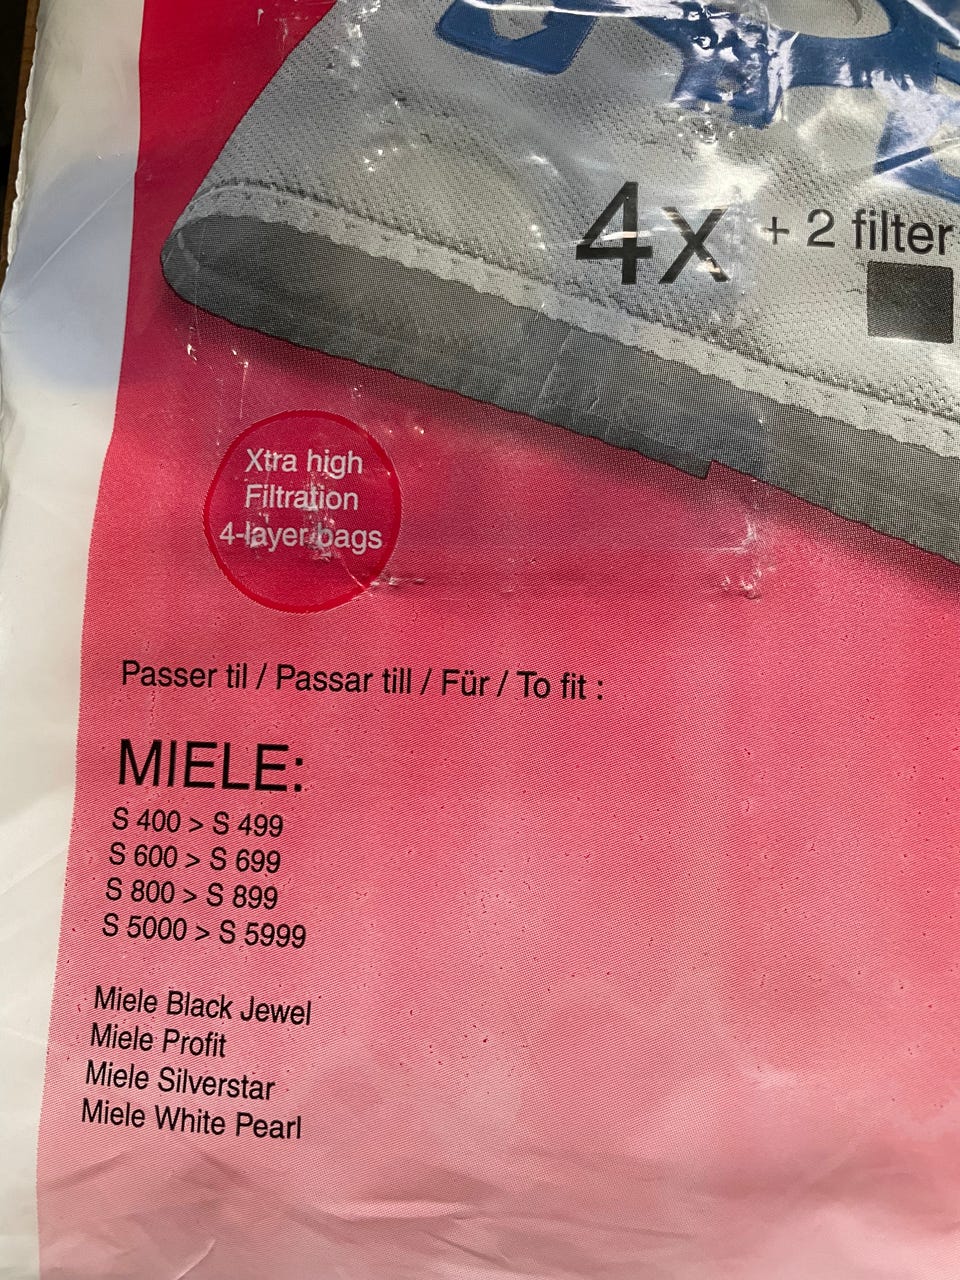 4x + 2 filter
Xtra high
Filtration
4-layer bags
Passer til / Passar till / Für / To fit :
MIELE:
S 400 > S 499
S 600 > S 699
S 800 > S 899
S 5000 > S 5999
Miele Black Jewel
Miele Profit
Miele Silverstar
Miele White Pearl